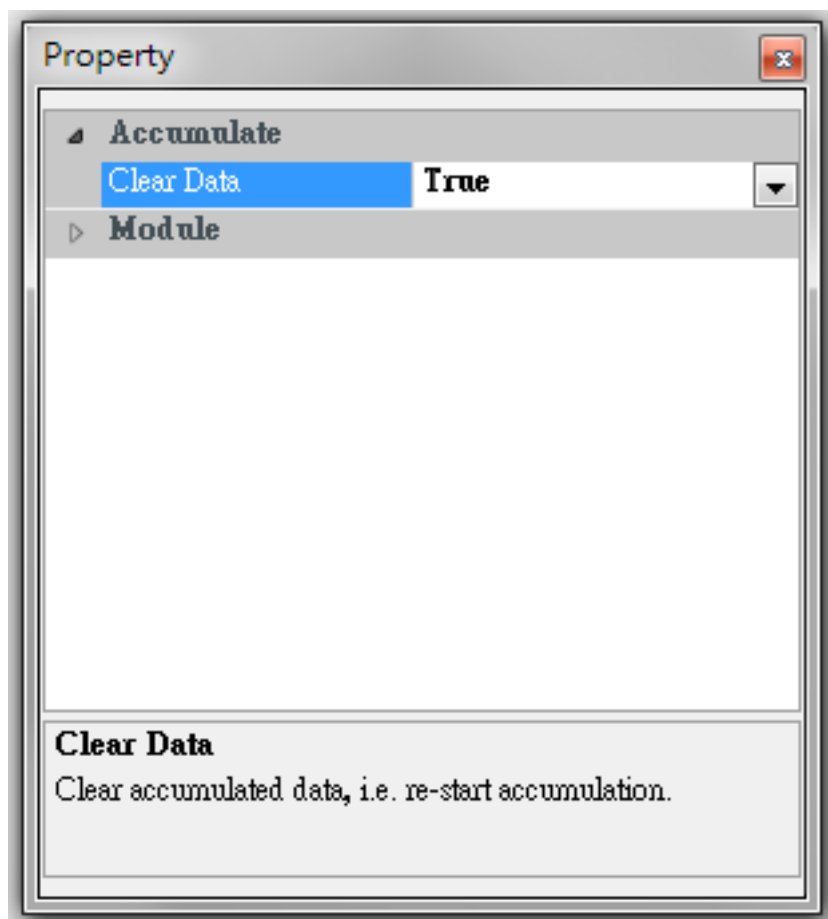 Property
Accumulate
Clear Data True
Module
Clear Data
Clear accumulated data, i.e. re-start accumulation.